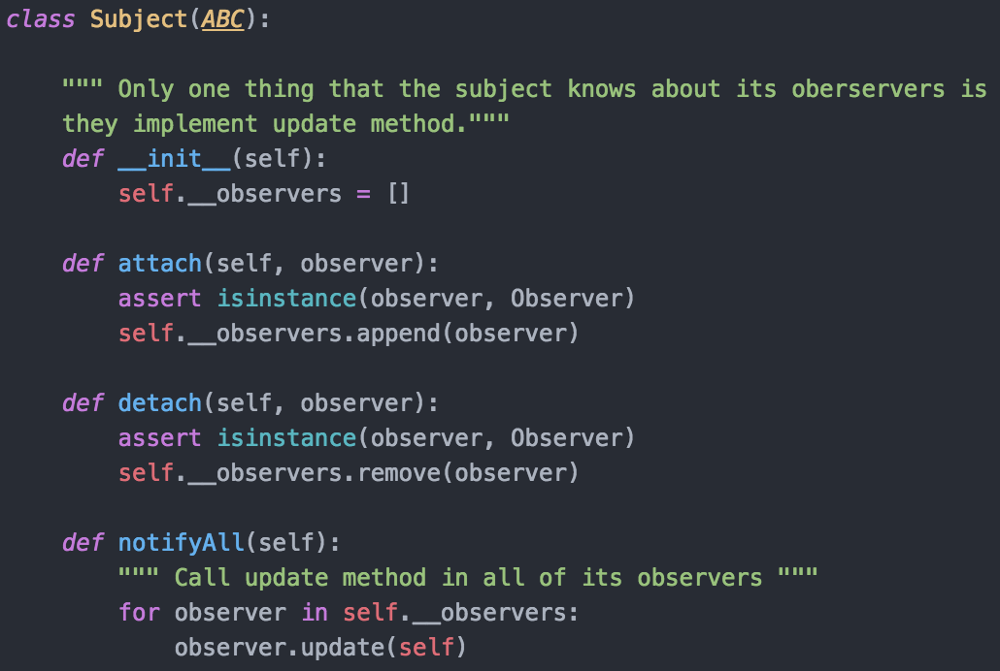 class Subject(ABC):
""" Only one thing that the subject knows about its oberservers is
they implement update method."""
def __init__(self):
self.__observers = []
def attach(self, observer):
assert isinstance(observer, Observer)
self.__observers.append(observer)
def detach(self, observer):
assert isinstance(observer, Observer)
self.__observers.remove(observer)
def notifyAll(self):
""" Call update method in all of its observers """
for observer in self.__observers:
observer.update(self)